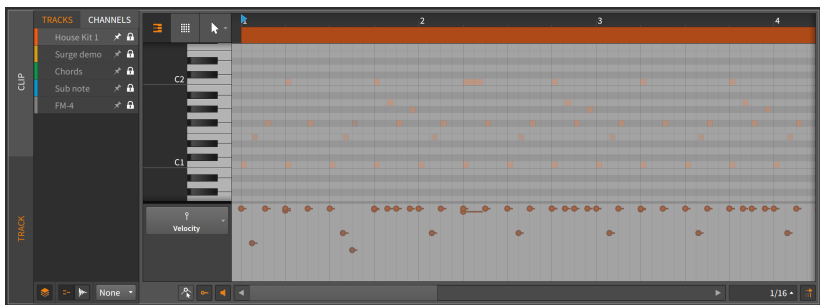 TRACKS CHANNELS
1 2 3 4
House Kit 1
Surge demo
Chords
Sub note
FM-4
CLIP
TRACK
C2
C1
Velocity
None
1/16